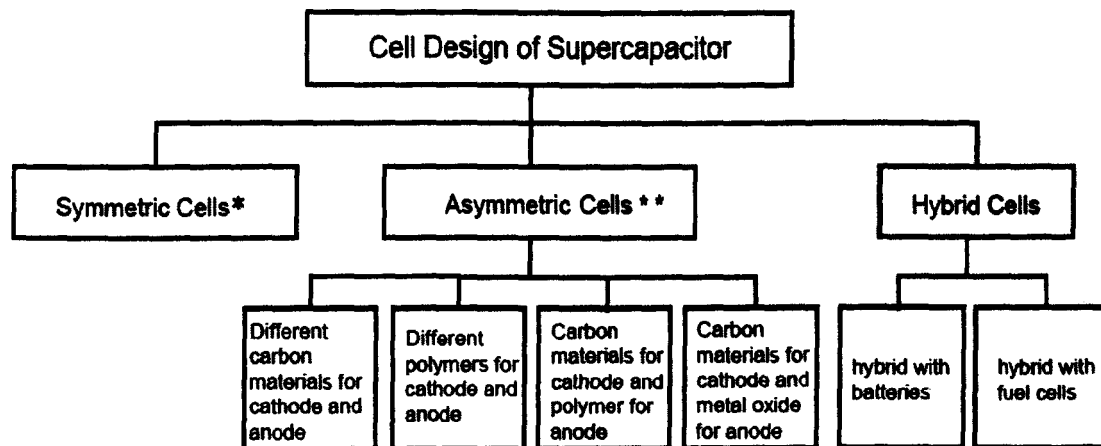 Cell Design of Supercapacitor
Symmetric Cells*
Asymmetric Cells**
Hybrid Cells
Different
carbon
materials for
cathode and
anode
Different
polymers for
cathode and
anode
Carbon
materials for
cathode and
polymer for
anode
Carbon
materials for
cathode and
metal oxide
for anode
hybrid with
batteries
hybrid with
fuel cells